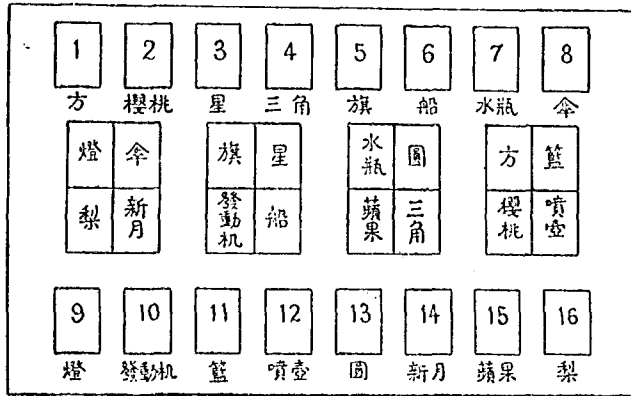 1 2 3 4 5 6 7 8
方 櫻桃 星 三角 旗 船 水瓶 傘
燈 傘 旗 星 水瓶 圓 方 籃
梨 新月 發動机 船 蘋果 三角 櫻桃 噴壺
9 10 11 12 13 14 15 16
燈 發動机 籃 噴壺 圓 新月 蘋果 梨